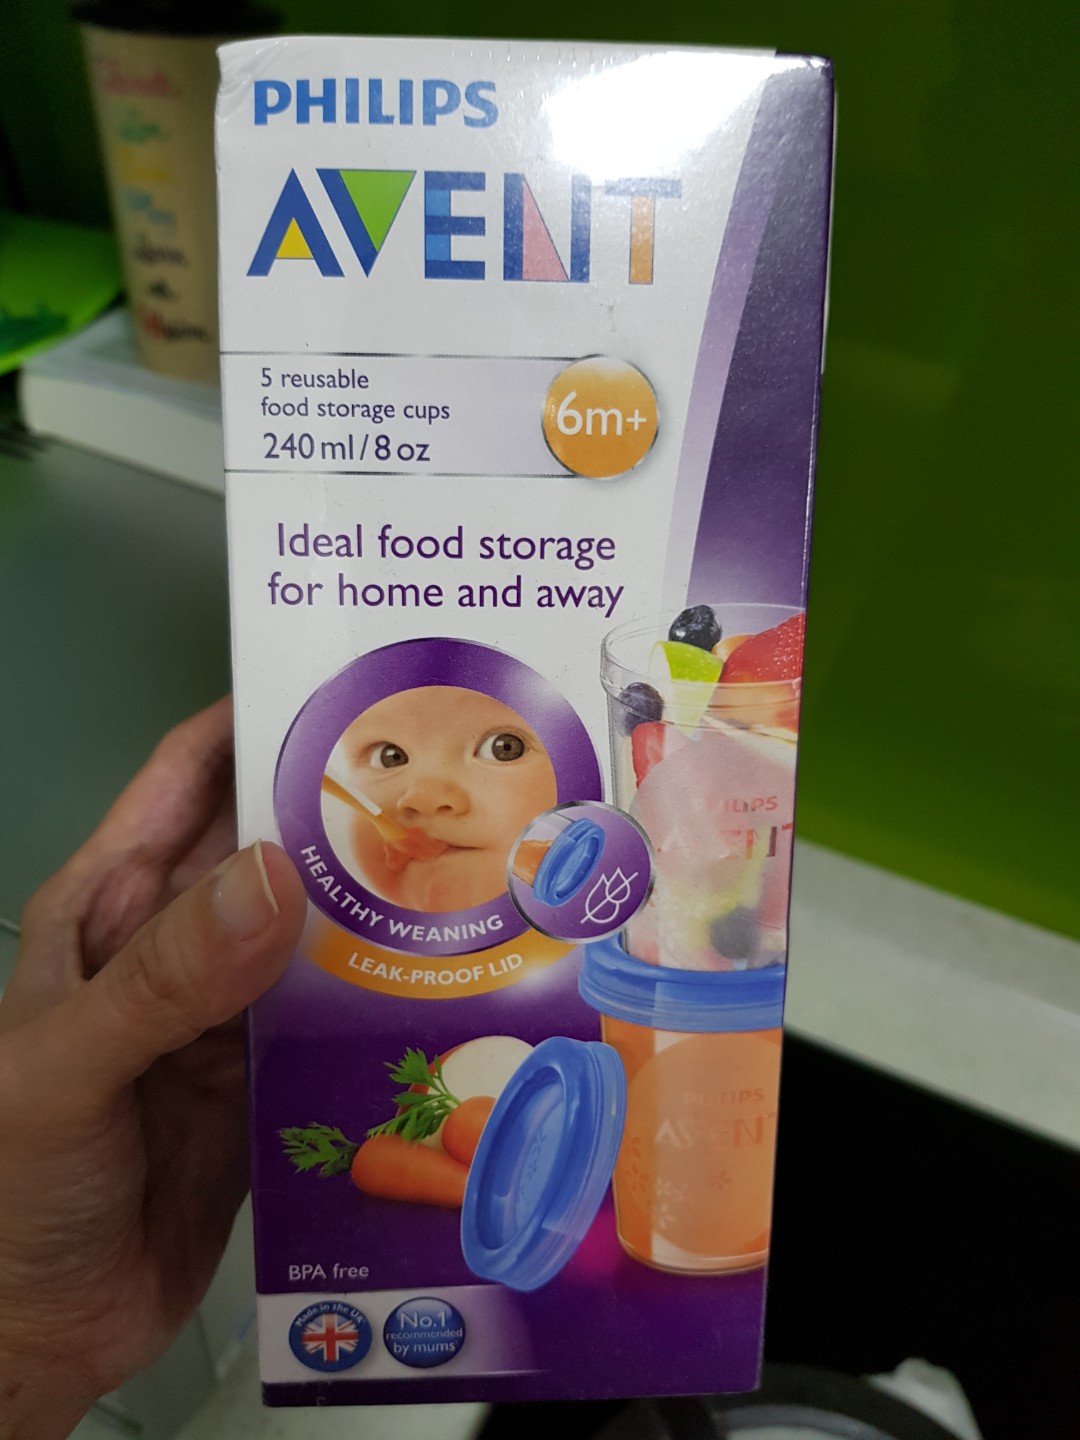 PHILIPS
AVENT
5 reusable
food storage cups
240 ml / 8 oz
6m+
Ideal food storage
for home and away
HEALTHY WEANING
LEAK-PROOF LID
BPA free
Made in the UK
No.1
recommended
by mums